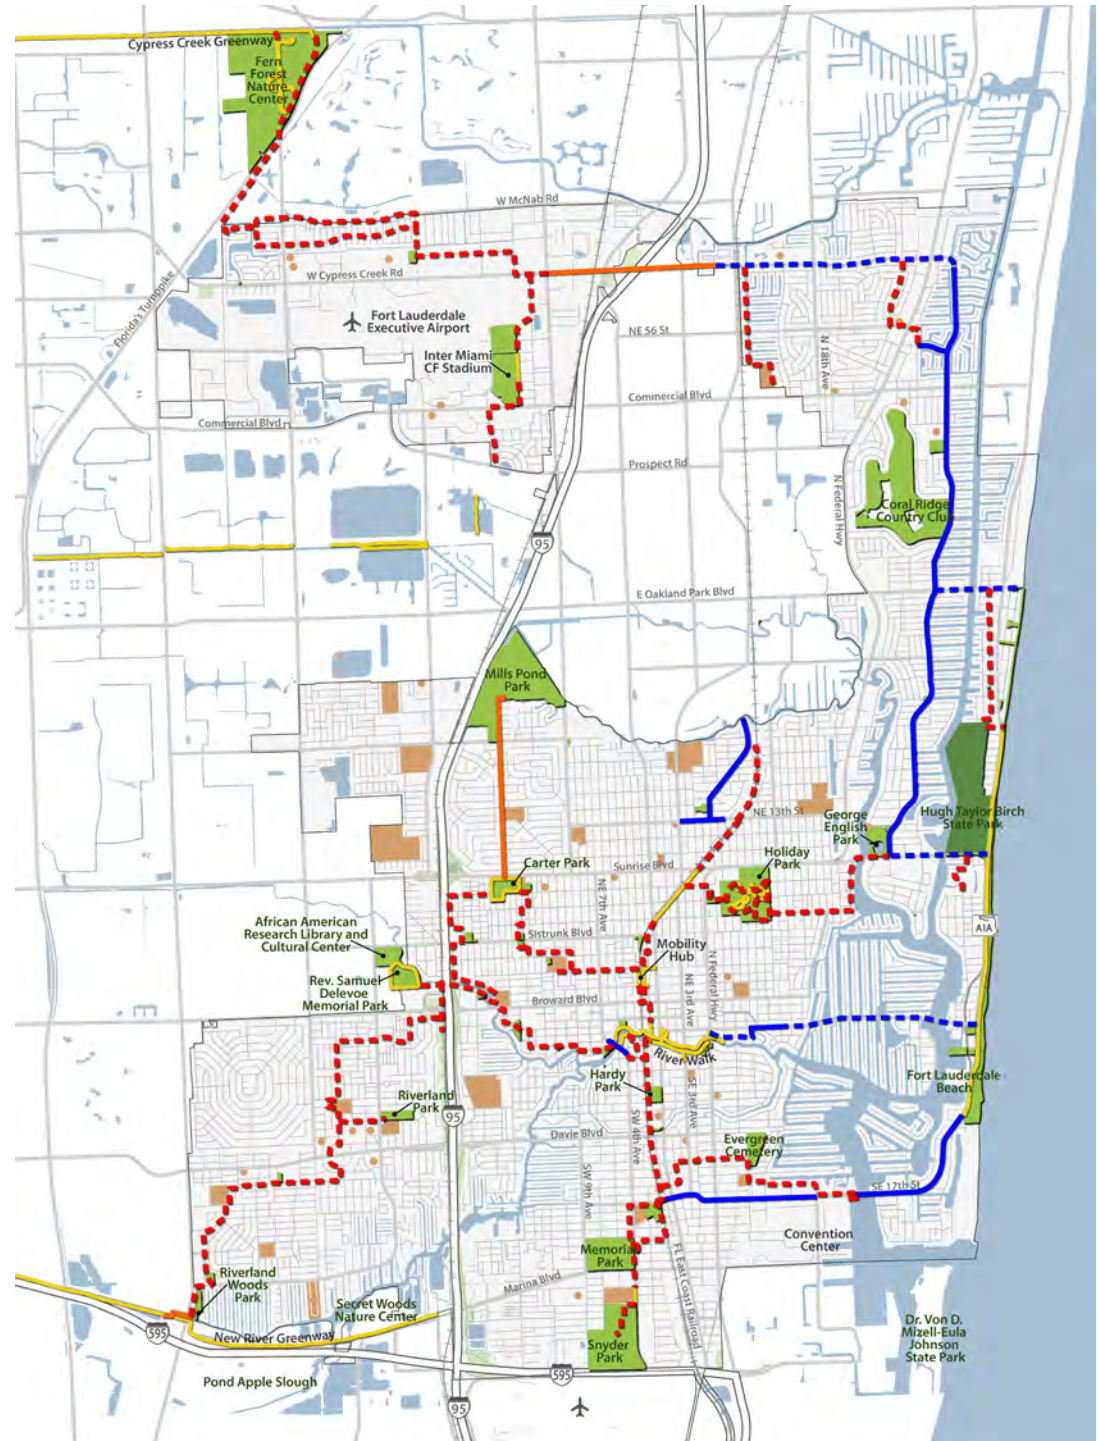 Cypress Creek Greenway
Fern
Forest
Nature
Center
W McNab Rd
W Cypress Creek Rd
Florida's Turnpike
Fort Lauderdale
Executive Airport
NE 56 St
N 18th Ave
Inter Miami
CF Stadium
Commercial Blvd
Commercial Blvd
Prospect Rd
N Federal Hwy
Coral Ridge
Country Club
95
E Oakland Park Blvd
Mills Pond
Park
NE 13th St
George
English
Park
Hugh Taylor Birch
State Park
Holiday
Park
Carter Park
Sunrise Blvd
NE 7th Ave
African American
Research Library and
Cultural Center
Sistrunk Blvd
Mobility
Hub
N Federal Hwy
A1A
Rev. Samuel
Delevoe
Memorial Park
NE 3rd Ave
Broward Blvd
River Walk
Hardy
Park
Fort Lauderdale
Beach
Riverland
Park
95
SE 3rd Ave
SW 4th Ave
Davie Blvd
Evergreen
Cemetery
SW 9th Ave
SE 17th St
Convention
Center
Memorial
Park
FL East Coast Railroad
Riverland
Woods
Park
Marina Blvd
Secret Woods
Nature Center
595
New River Greenway
Snyder
Park
Dr. Von D.
Mizell-Eula
Johnson
State Park
Pond Apple Slough
595
95